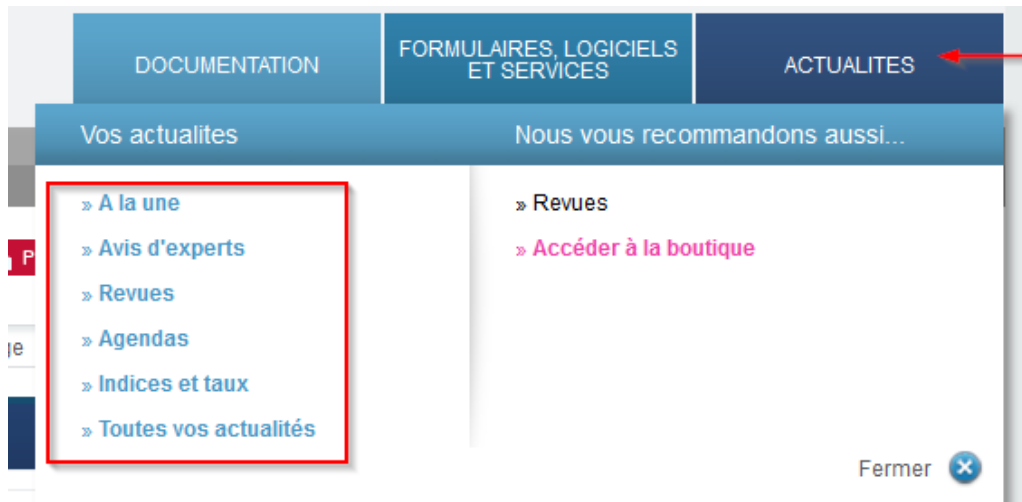 DOCUMENTATION
FORMULAIRES, LOGICIELS
ET SERVICES
ACTUALITES
Vos actualites
Nous vous recommandons aussi...
» A la une
» Avis d'experts
» Revues
» Agendas
» Indices et taux
» Toutes vos actualités
» Revues
» Accéder à la boutique
P
ge
Fermer